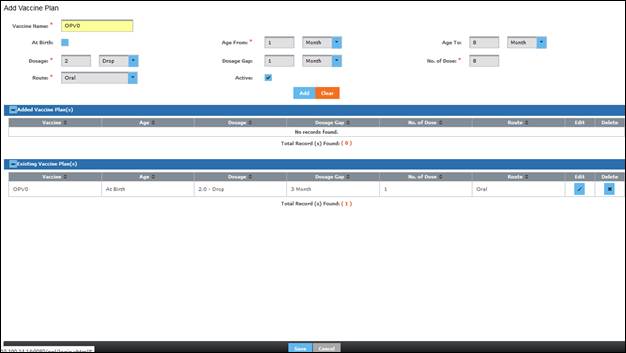 Add Vaccine Plan
Vaccine Name: * OPV0
At Birth: Age From: * 1 Month Age To: 8 Month
Dosage: * 2 Drop Dosage Gap: 1 Month No. of Dose: * 8
Route: * Oral Active:
Add Clear
Added Vaccine Plan(s)
Vaccine Age Dosage Dosage Gap No. of Dose Route Edit Delete
No records found.
Total Record (s) Found: ( 0 )
Existing Vaccine Plan(s)
Vaccine Age Dosage Dosage Gap No. of Dose Route Edit Delete
OPV0 At Birth 2.0 - Drop 3 Month 1 Oral
Total Record (s) Found: ( 1 )
Save Cancel